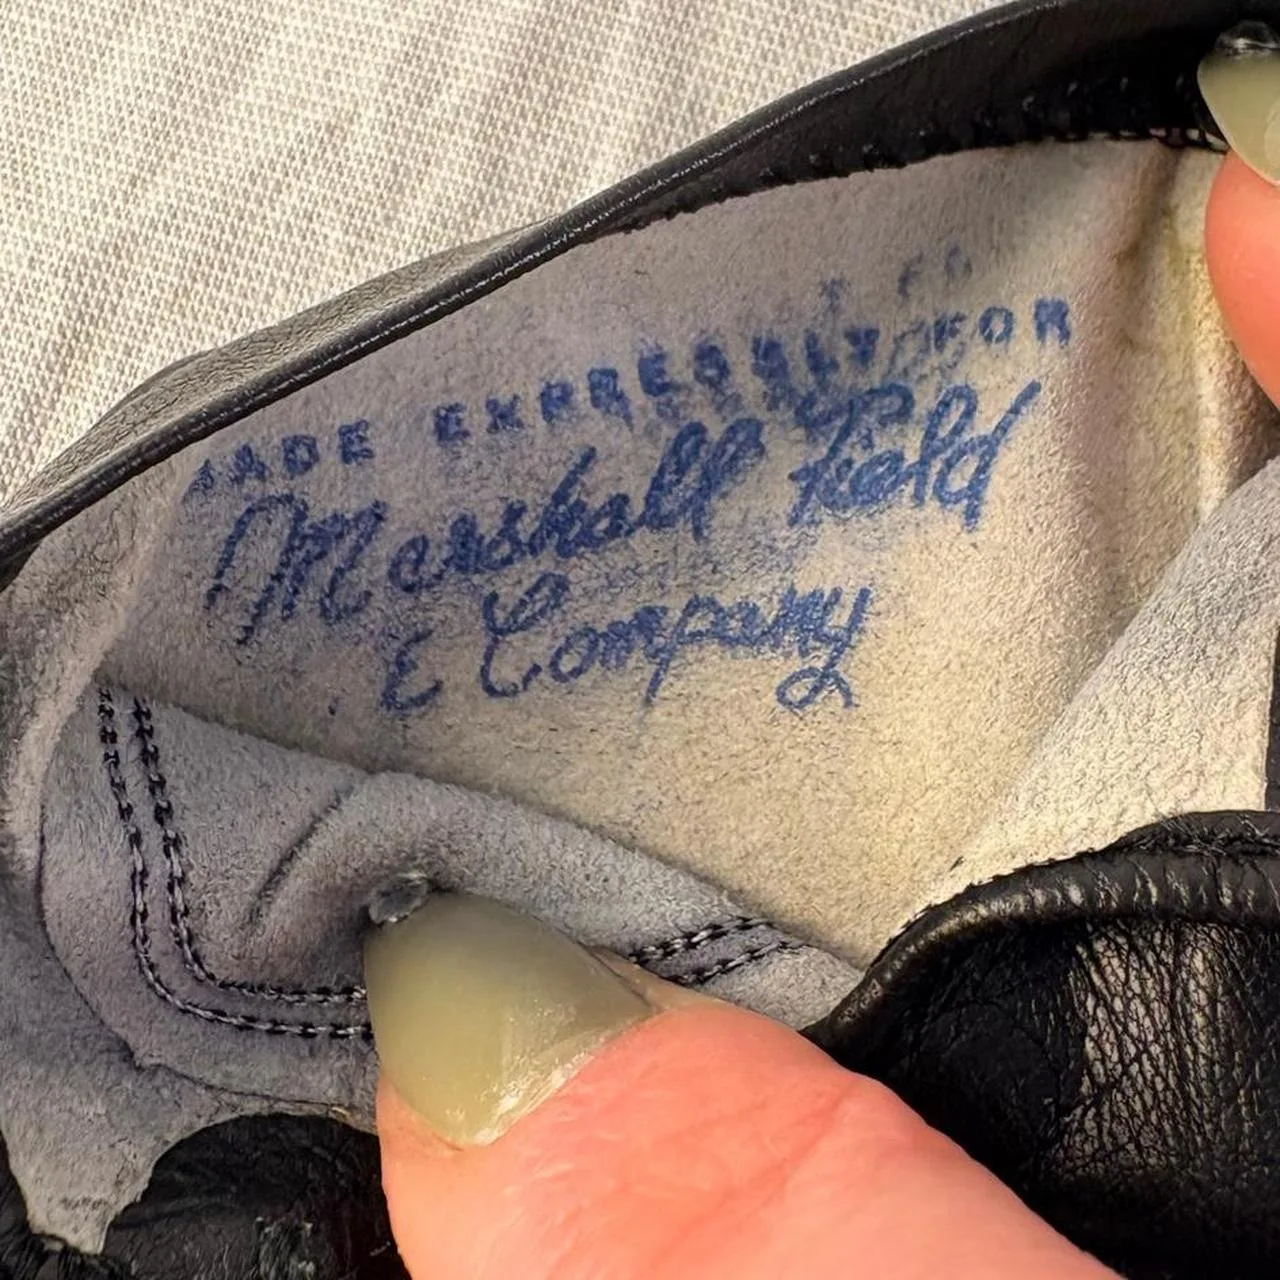 MADE EXPRESSLY FOR
Marshall Field
& Company